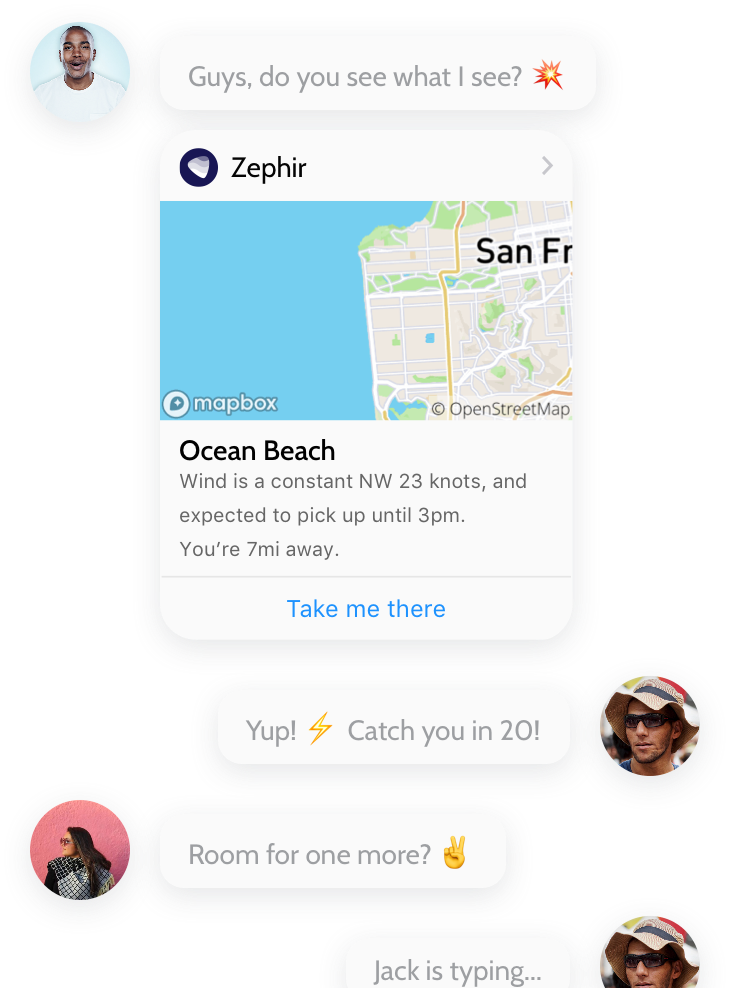 Guys, do you see what I see? 💥
Zephir
San Fr
mapbox
© OpenStreetMap
Ocean Beach
Wind is a constant NW 23 knots, and
expected to pick up until 3pm.
You’re 7mi away.
Take me there
Yup! ⚡ Catch you in 20!
Room for one more? ✌️
Jack is typing...